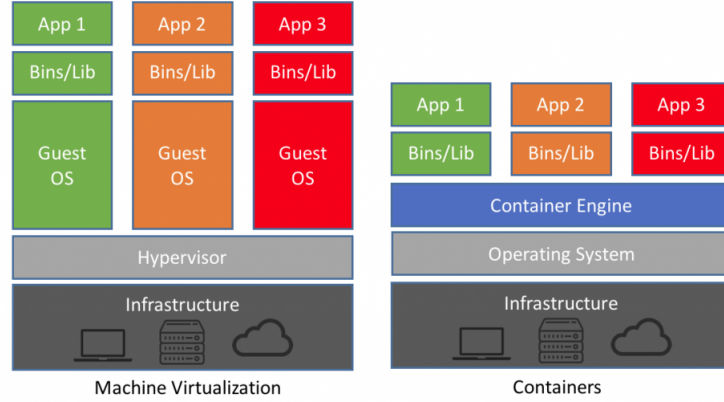 App 1
App 2
App 3
Bins/Lib
Bins/Lib
Bins/Lib
Guest
OS
Guest
OS
Guest
OS
Hypervisor
Infrastructure
Machine Virtualization
App 1
App 2
App 3
Bins/Lib
Bins/Lib
Bins/Lib
Container Engine
Operating System
Infrastructure
Containers